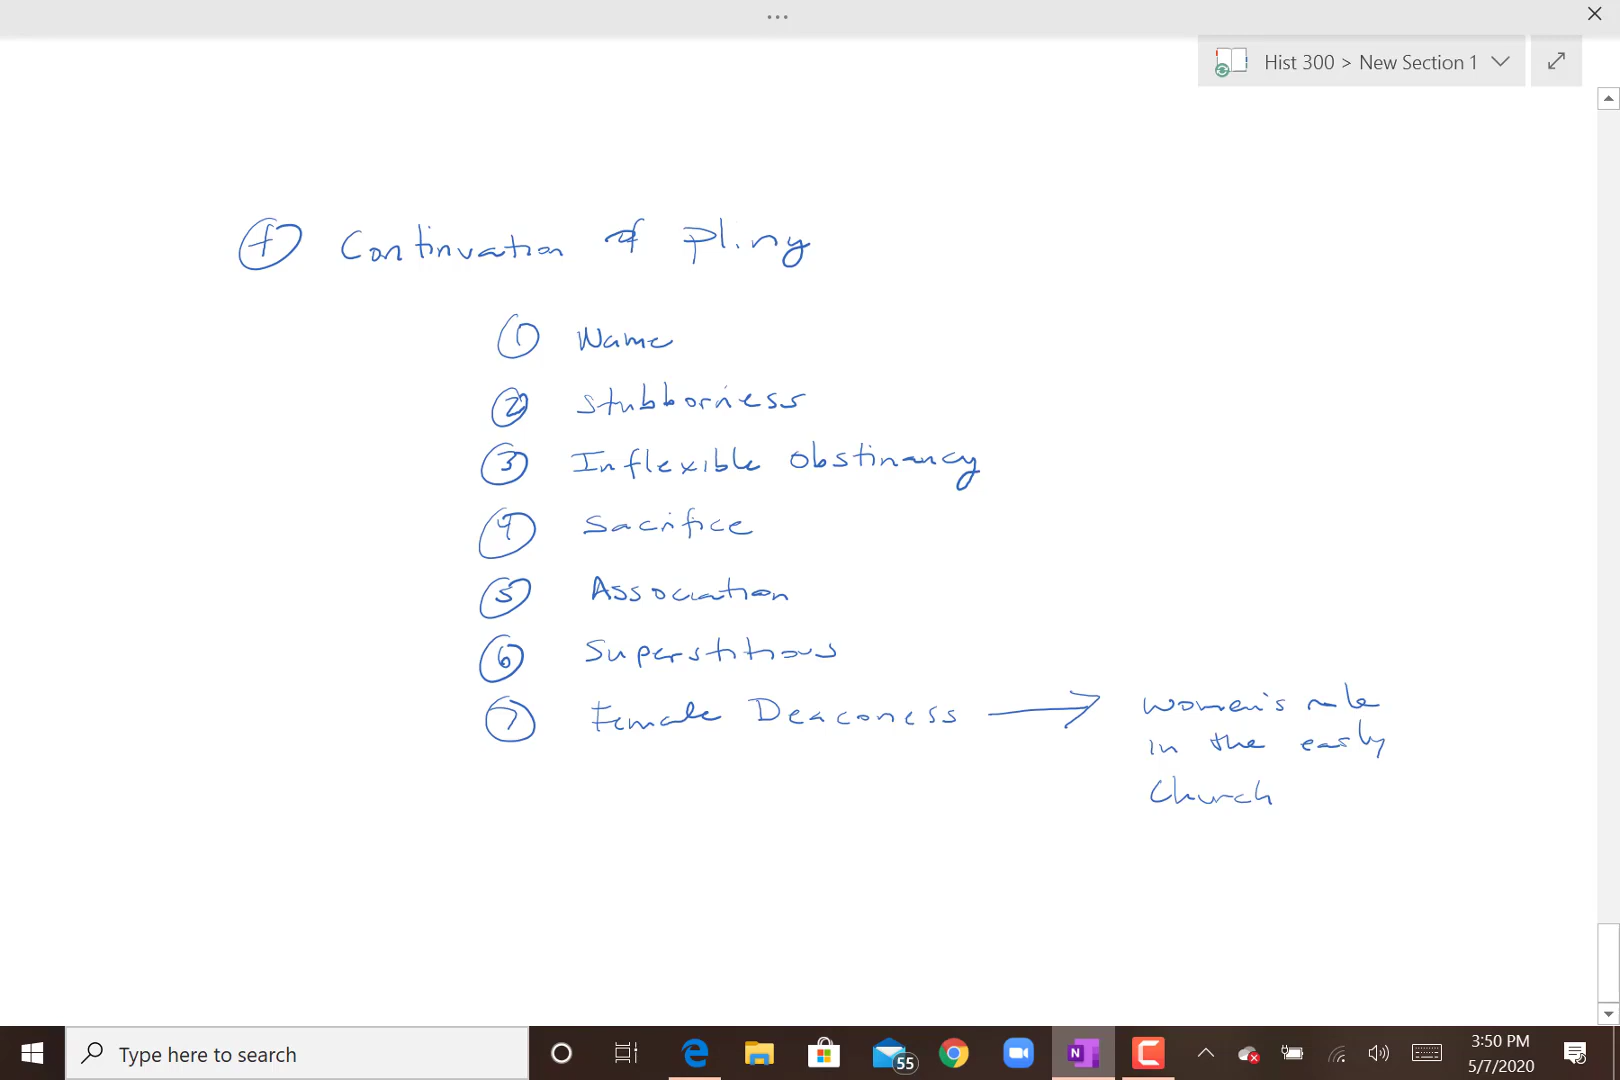 Hist 300 > New Section 1
f Continuation of Pliny
1 Name
2 Stubborness
3 Inflexible Obstinancy
4 Sacrifice
5 Association
6 Superstitious
7 Female Deaconess → women's role
in the early
Church
Type here to search
55
N
3:50 PM
5/7/2020